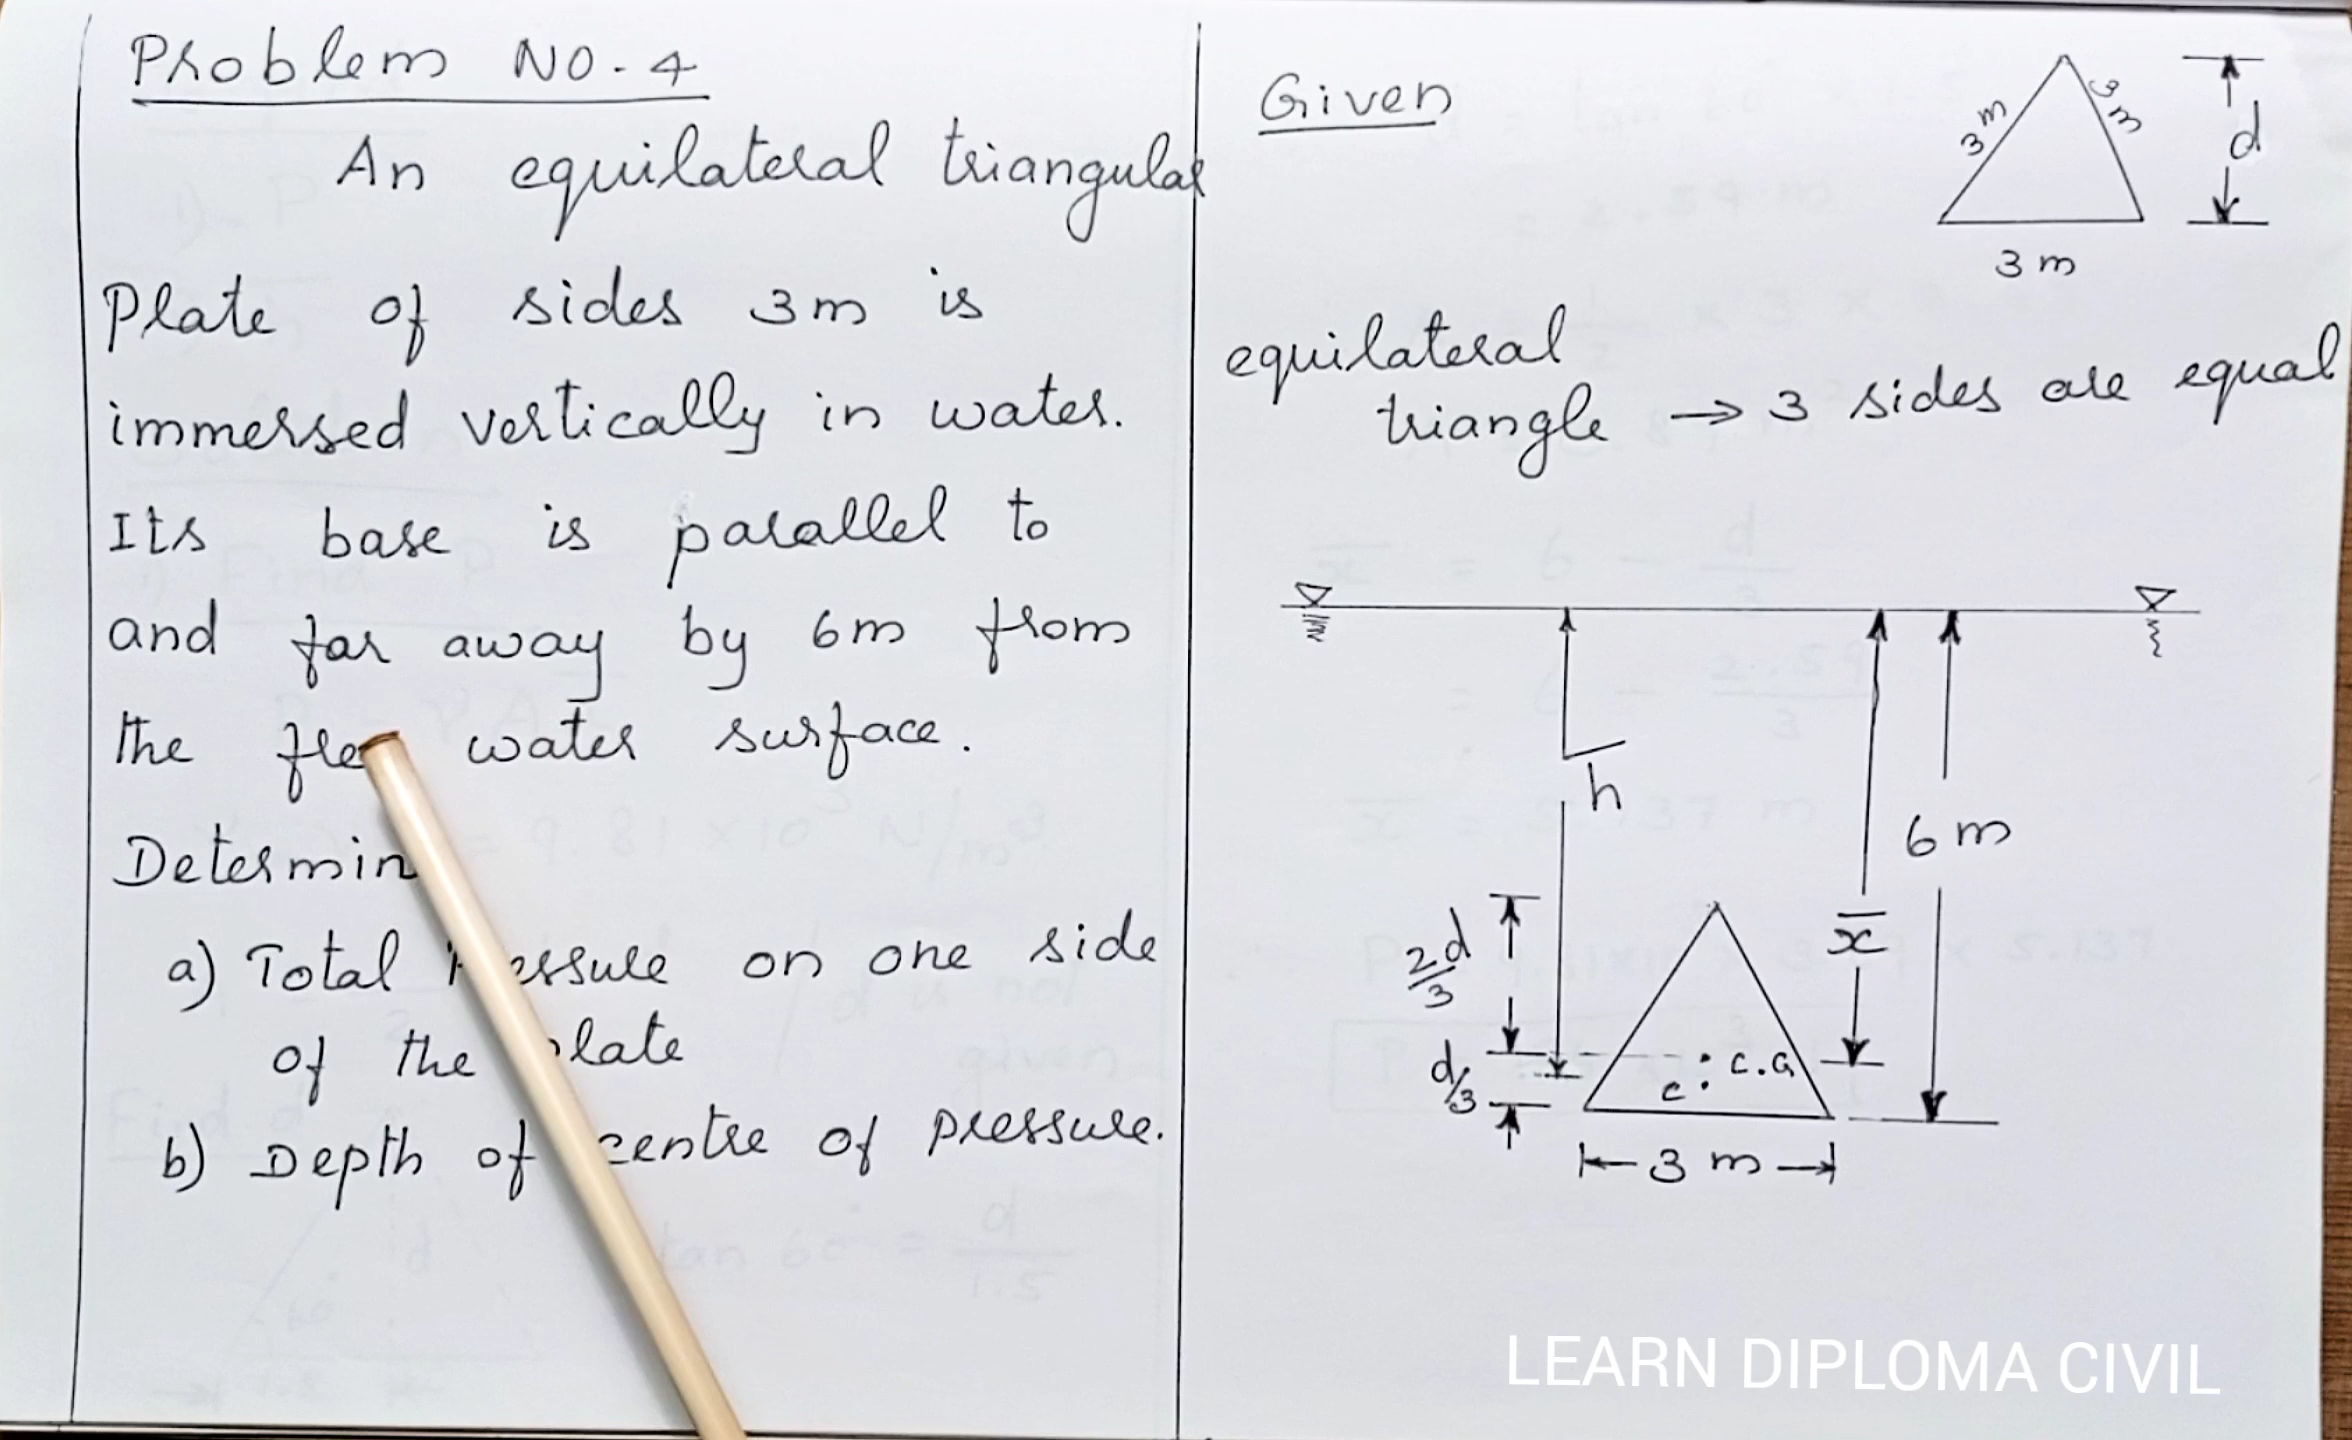 Problem NO. 4
An equilateral triangular
Plate of sides 3m is
immersed vertically in water.
Its base is parallel to
and far away by 6m from
the water surface.
Determin
a) Total on one side
of the
b) Depth of centre of pressure.
Given
3m
3m
d
3m
equilateral
triangle → 3 sides are equal
h
6m
x̄
2d/3
d/3
c.G
c
3 m
LEARN DIPLOMA CIVIL